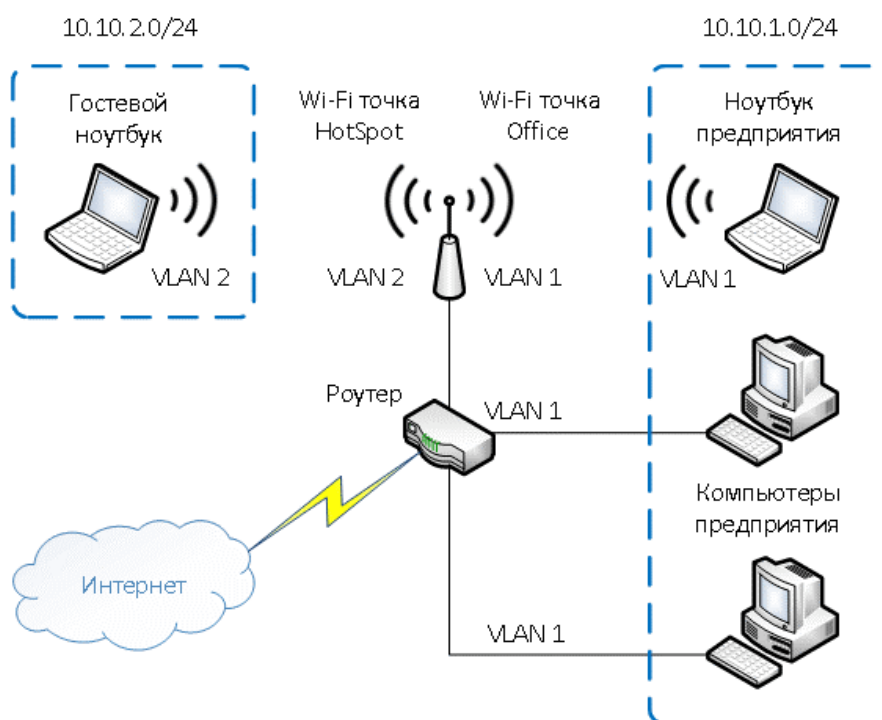 10.10.2.0/24
10.10.1.0/24
Гостевой
ноутбук
Wi-Fi точка
HotSpot
Wi-Fi точка
Office
Ноутбук
предприятия
VLAN 2
VLAN 2
VLAN 1
VLAN 1
Роутер
VLAN 1
Компьютеры
предприятия
Интернет
VLAN 1